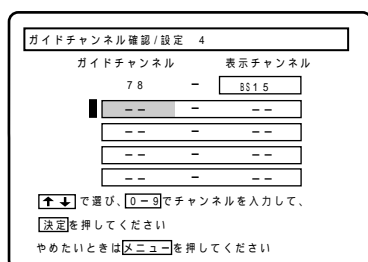 ガイドチャンネル確認/設定 4
ガイドチャンネル 表示チャンネル
78 − BS15
−− − −−
−− − −−
−− − −−
−− − −−
↑↓で選び、0−9でチャンネルを入力して、
決定を押してください
やめたいときはメニューを押してください